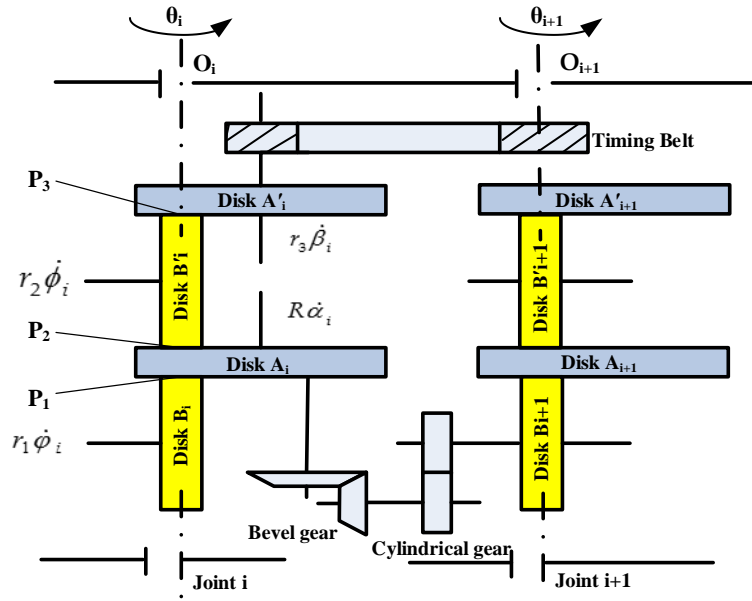 θi θi+1
Oi Oi+1
Timing Belt
P3
Disk A′i Disk A′i+1
r3β̇i
r2ϕ̇i
Disk B′i
Disk B′i+1
Rα̇i
P2
Disk Ai Disk Ai+1
P1
r1φ̇i
Disk Bi
Disk Bi+1
Bevel gear
Cylindrical gear
Joint i Joint i+1